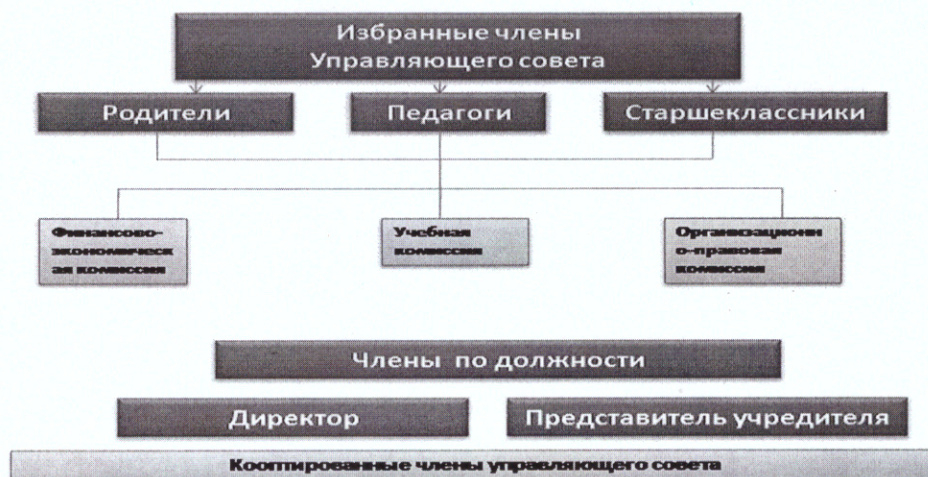 Избранные члены
Управляющего совета
Родители
Педагоги
Старшеклассники
Финансово-
экономическ
ая комиссия
Учебная
комиссия
Организационн
о-правовая
комиссия
Члены по должности
Директор
Представитель учредителя
Кооптированные члены управляющего совета